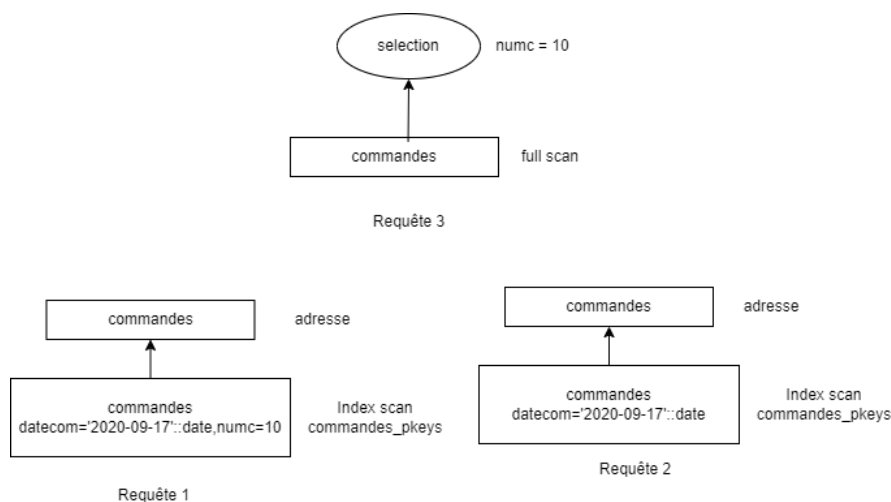 selection
numc = 10
commandes
full scan
Requête 3
commandes
adresse
commandes
datecom='2020-09-17'::date,numc=10
Index scan
commandes_pkeys
Requête 1
commandes
adresse
commandes
datecom='2020-09-17'::date
Index scan
commandes_pkeys
Requête 2